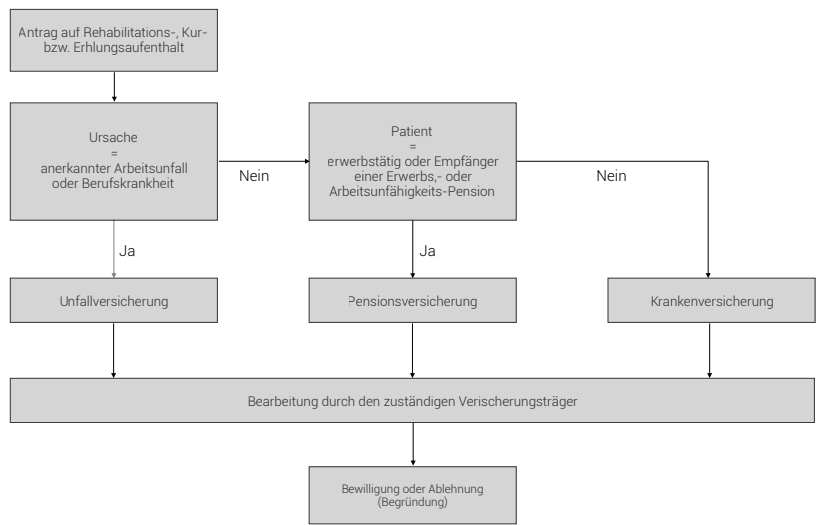 Antrag auf Rehabilitations-, Kur-
bzw. Erhlungsaufenthalt
Ursache
=
anerkannter Arbeitsunfall
oder Berufskrankheit
Nein
Patient
=
erwerbstätig oder Empfänger
einer Erwerbs,- oder
Arbeitsunfähigkeits-Pension
Nein
Ja
Ja
Unfallversicherung
Pensionsversicherung
Krankenversicherung
Bearbeitung durch den zuständigen Verischerungsträger
Bewilligung oder Ablehnung
(Begründung)